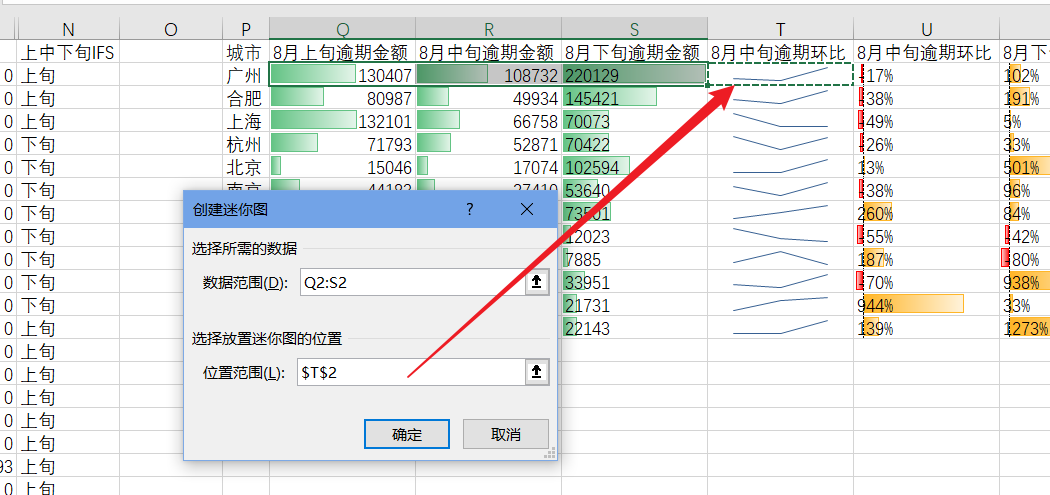 N O P Q R S T U
上中下旬IFS 城市 8月上旬逾期金额 8月中旬逾期金额 8月下旬逾期金额 8月中旬逾期环比 8月中旬逾期环比 8月下
0 上旬 广州 130407 108732 220129 -17% 102%
0 上旬 合肥 80987 49934 145421 -38% 191%
0 上旬 上海 132101 66758 70073 -49% 5%
0 下旬 杭州 71793 52871 70422 -26% 33%
0 下旬 北京 15046 17074 102594 13% 501%
0 下旬 53640 -38% 96%
0 下旬 73501 260% 84%
0 下旬 12023 -55% -42%
0 下旬 7885 187% -80%
0 下旬 33951 -70% 938%
0 下旬 21731 944% 33%
0 上旬 22143 139% 1273%
0 上旬
0 上旬
0 上旬
0 上旬
0 上旬
93 上旬
0 上旬
创建迷你图 ?
选择所需的数据
数据范围(D): Q2:S2
选择放置迷你图的位置
位置范围(L): $T$2
确定 取消